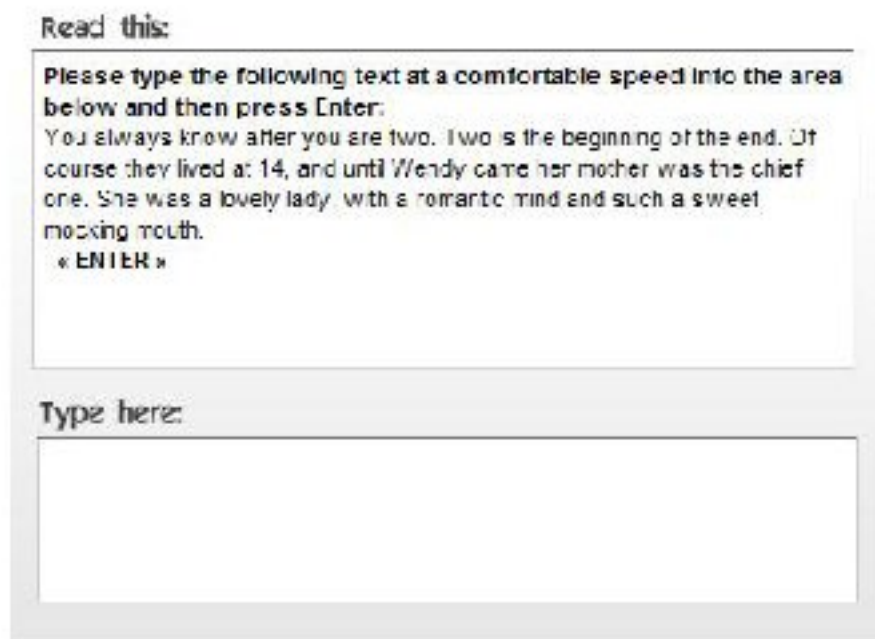 Read this:
Please type the following text at a comfortable speed into the area
below and then press Enter:
You always know after you are two. Two is the beginning of the end. Of
course they lived at 14, and until Wendy came her mother was the chief
one. She was a lovely lady, with a romantic mind and such a sweet
mocking mouth.
« ENTER »
Type here: